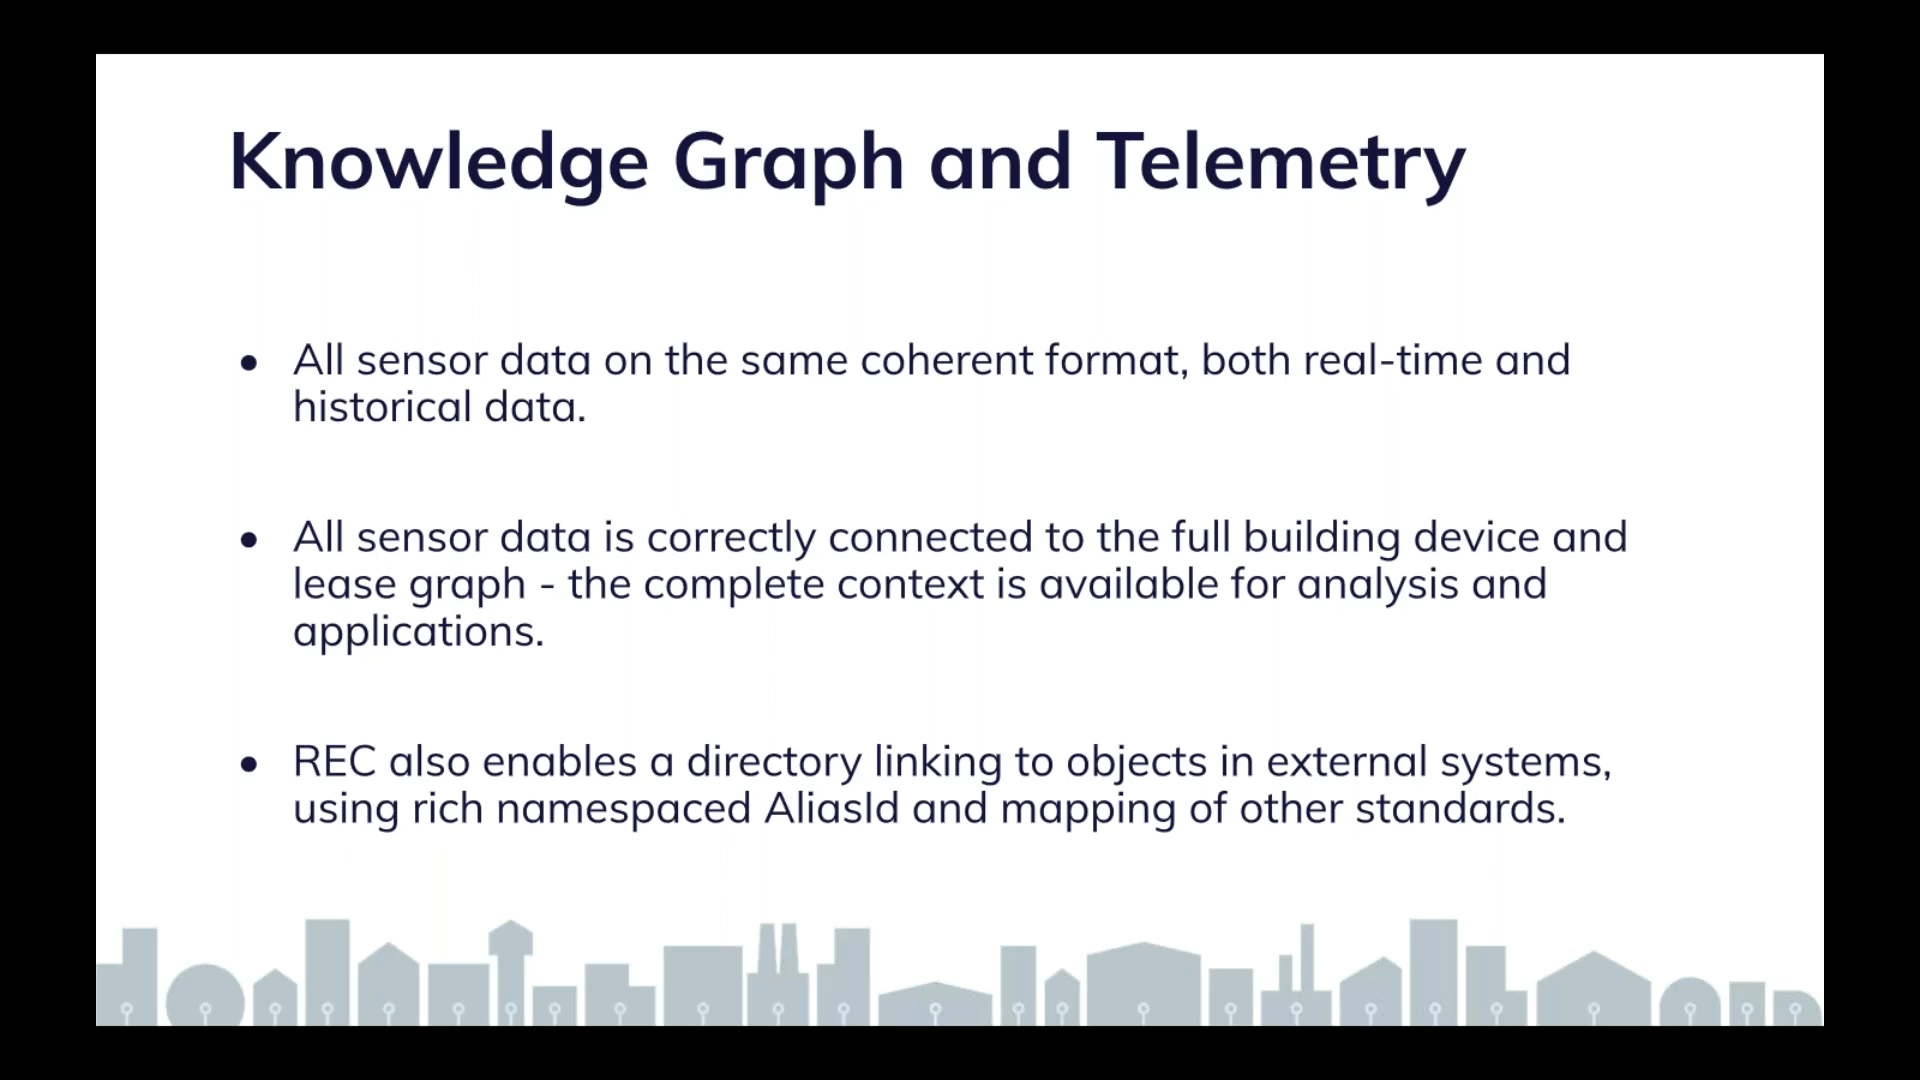 Knowledge Graph and Telemetry
• All sensor data on the same coherent format, both real-time and
historical data.
• All sensor data is correctly connected to the full building device and
lease graph - the complete context is available for analysis and
applications.
• REC also enables a directory linking to objects in external systems,
using rich namespaced AliasId and mapping of other standards.